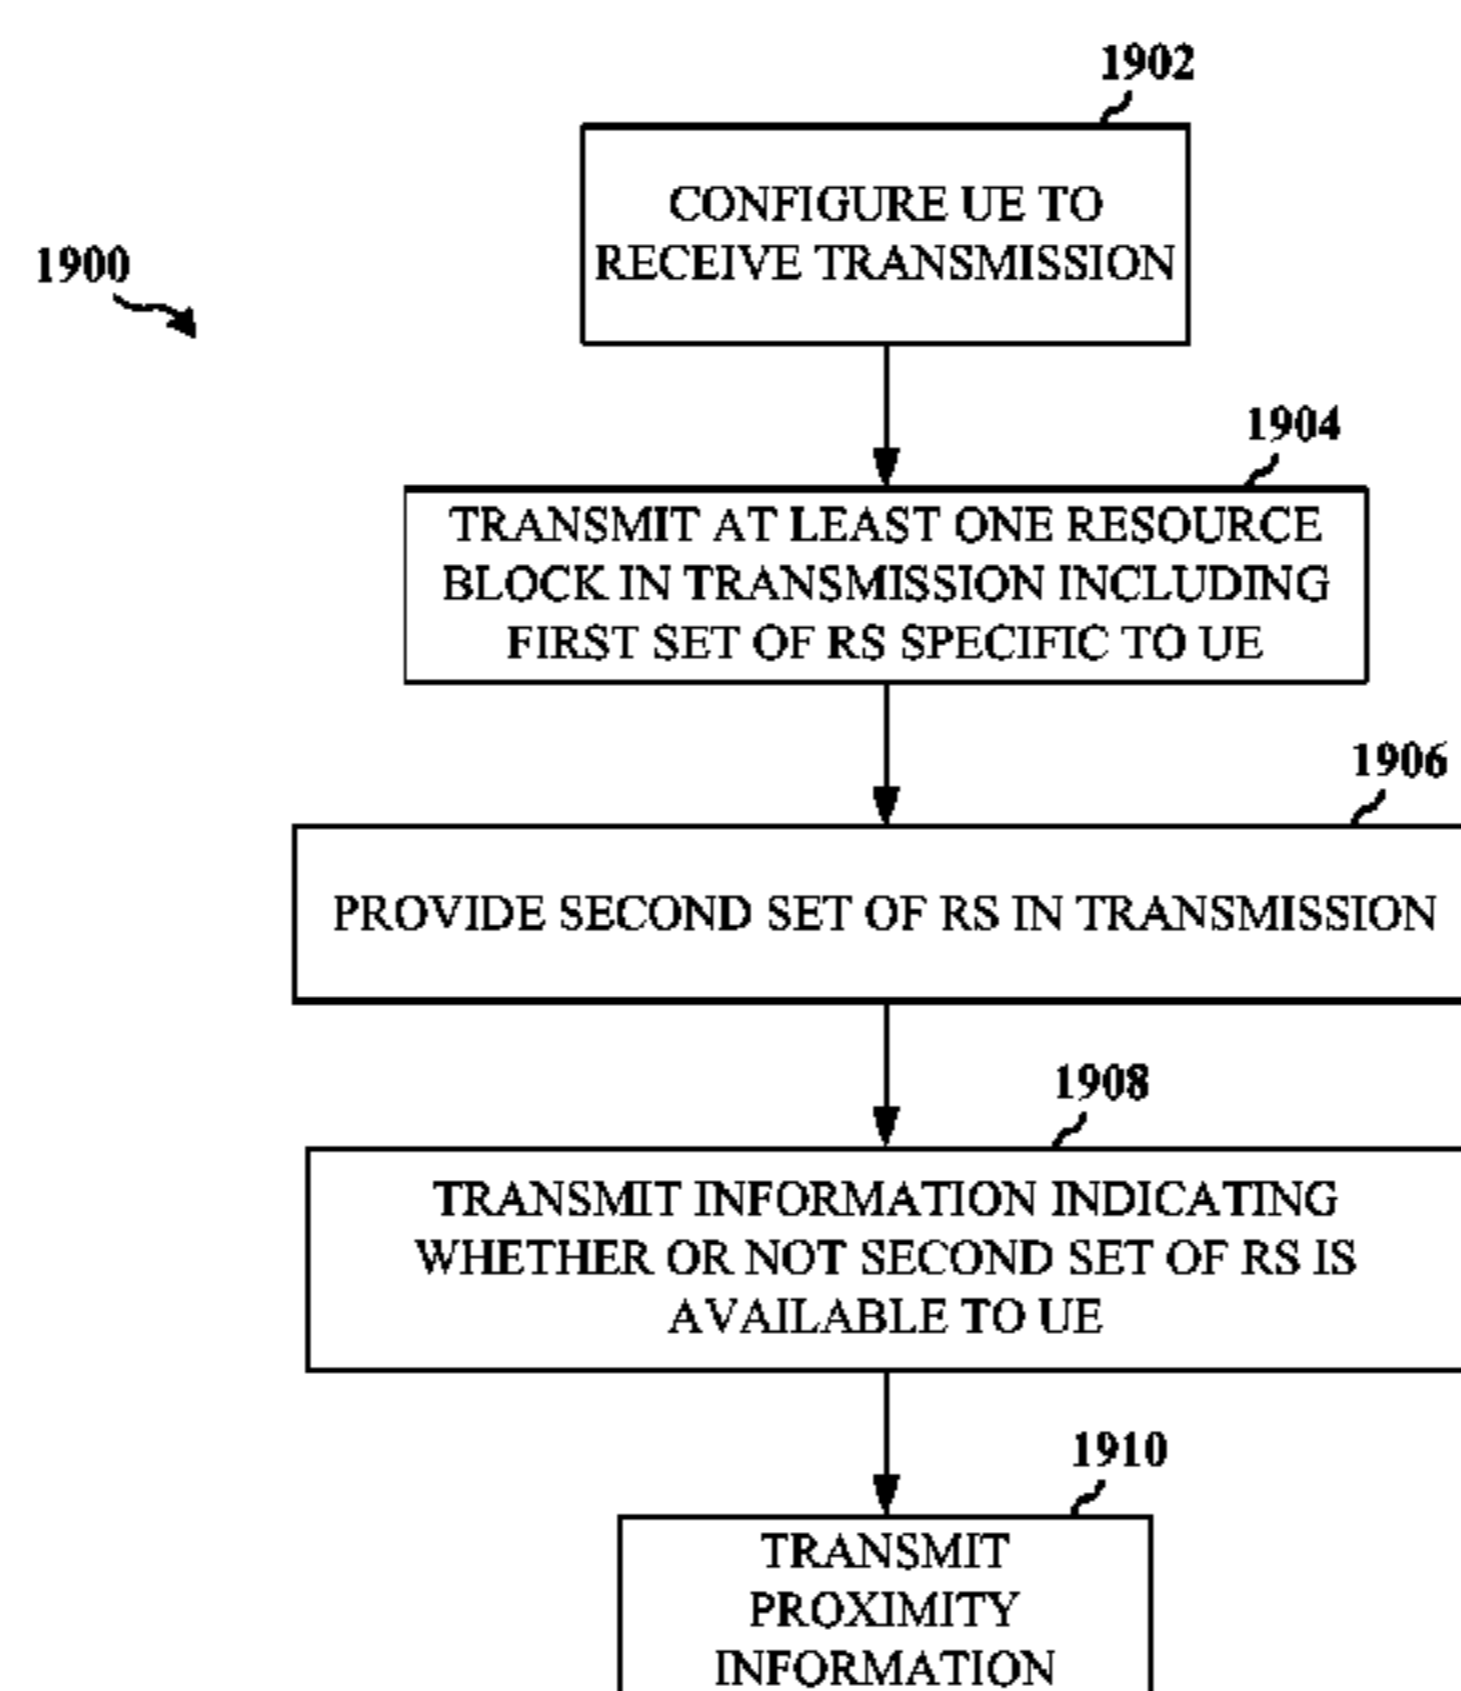 1902
CONFIGURE UE TO
RECEIVE TRANSMISSION
1900
1904
TRANSMIT AT LEAST ONE RESOURCE
BLOCK IN TRANSMISSION INCLUDING
FIRST SET OF RS SPECIFIC TO UE
1906
PROVIDE SECOND SET OF RS IN TRANSMISSION
1908
TRANSMIT INFORMATION INDICATING
WHETHER OR NOT SECOND SET OF RS IS
AVAILABLE TO UE
1910
TRANSMIT
PROXIMITY
INFORMATION